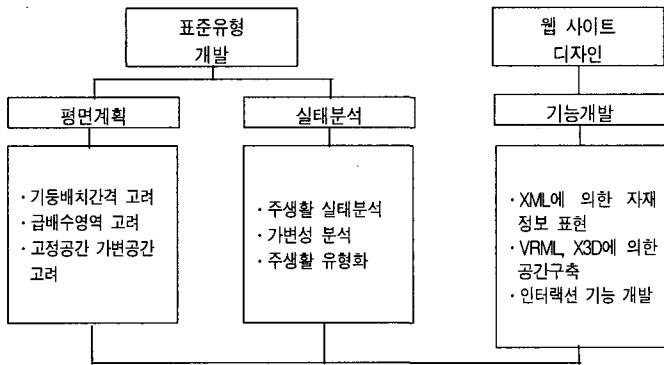 표준유형
개발
웹 사이트
디자인
평면계획
실태분석
기능개발
· 기둥배치간격 고려
· 급배수영역 고려
· 고정공간 가변공간
고려
· 주생활 실태분석
· 가변성 분석
· 주생활 유형화
· XML에 의한 자재
정보 표현
· VRML, X3D에 의한
공간구축
· 인터랙션 기능 개발